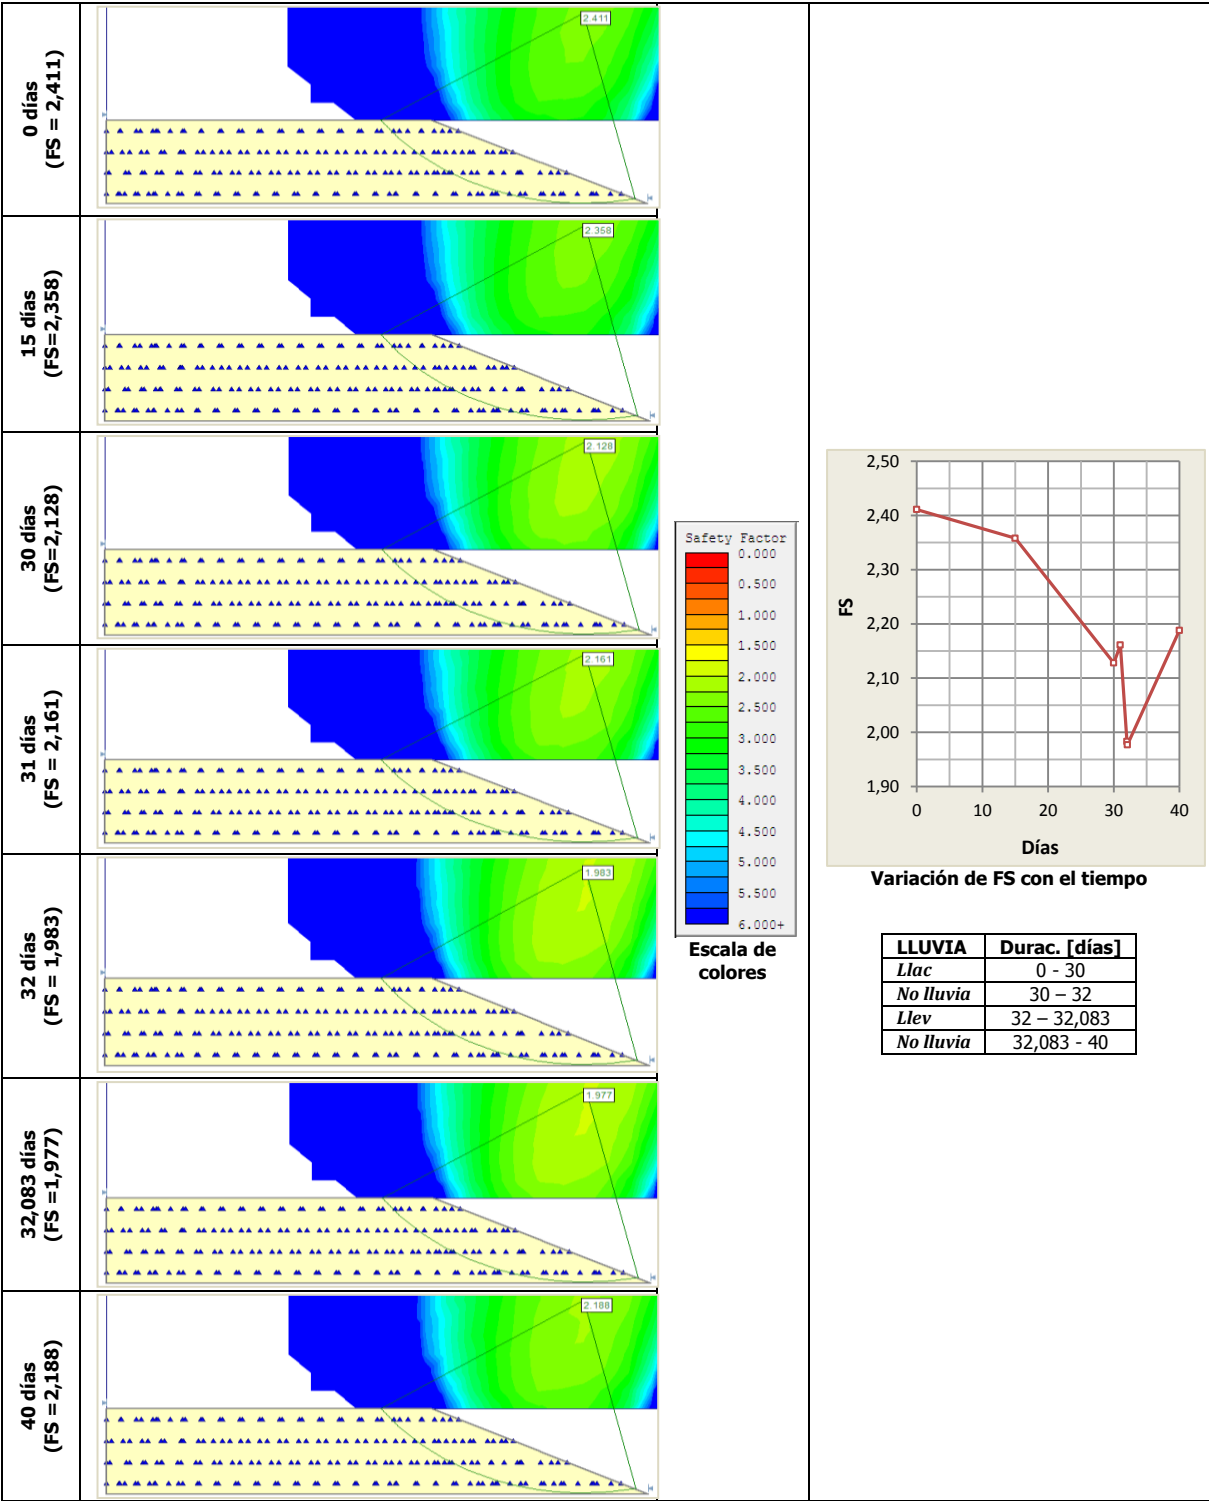 0 días
(FS = 2,411)
2.411
15 días
(FS=2,358)
2.358
30 días
(FS=2,128)
2.128
31 días
(FS = 2,161)
2.161
32 días
(FS = 1,983)
1.983
32,083 días
(FS =1,977)
1.977
40 días
(FS = 2,188)
2.188
Safety Factor
0.000
0.500
1.000
1.500
2.000
2.500
3.000
3.500
4.000
4.500
5.000
5.500
6.000+
Escala de
colores
2,50
2,40
2,30
2,20
2,10
2,00
1,90
FS
0 10 20 30 40
Días
Variación de FS con el tiempo
LLUVIA Durac. [días]
Llac 0 - 30
No lluvia 30 – 32
Llev 32 – 32,083
No lluvia 32,083 - 40